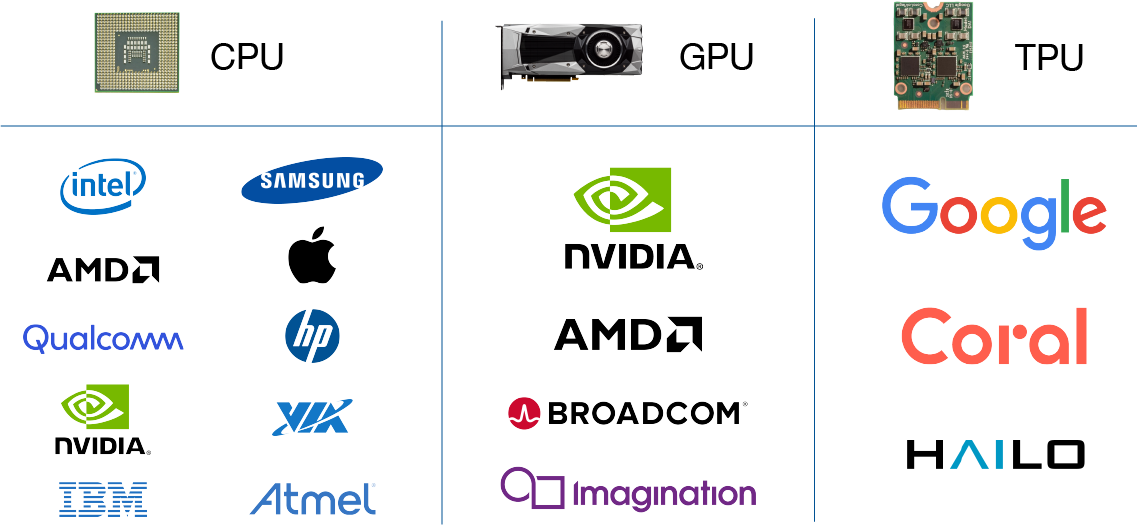 CPU
GPU
TPU
intel
SAMSUNG
AMD
Qualcomm
hp
NVIDIA®
VIA
IBM
Atmel
NVIDIA®
AMD
BROADCOM®
Imagination
Google
Coral
HAILO